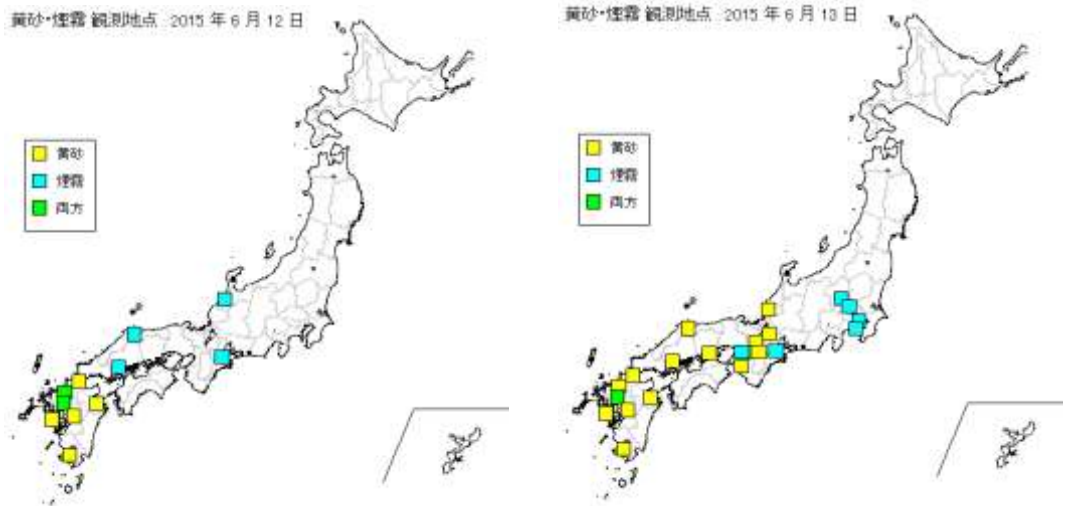 黄砂・煙霧 観測地点 2015 年 6 月 12 日
黄砂
煙霧
両方
黄砂・煙霧 観測地点 2015 年 6 月 13 日
黄砂
煙霧
両方